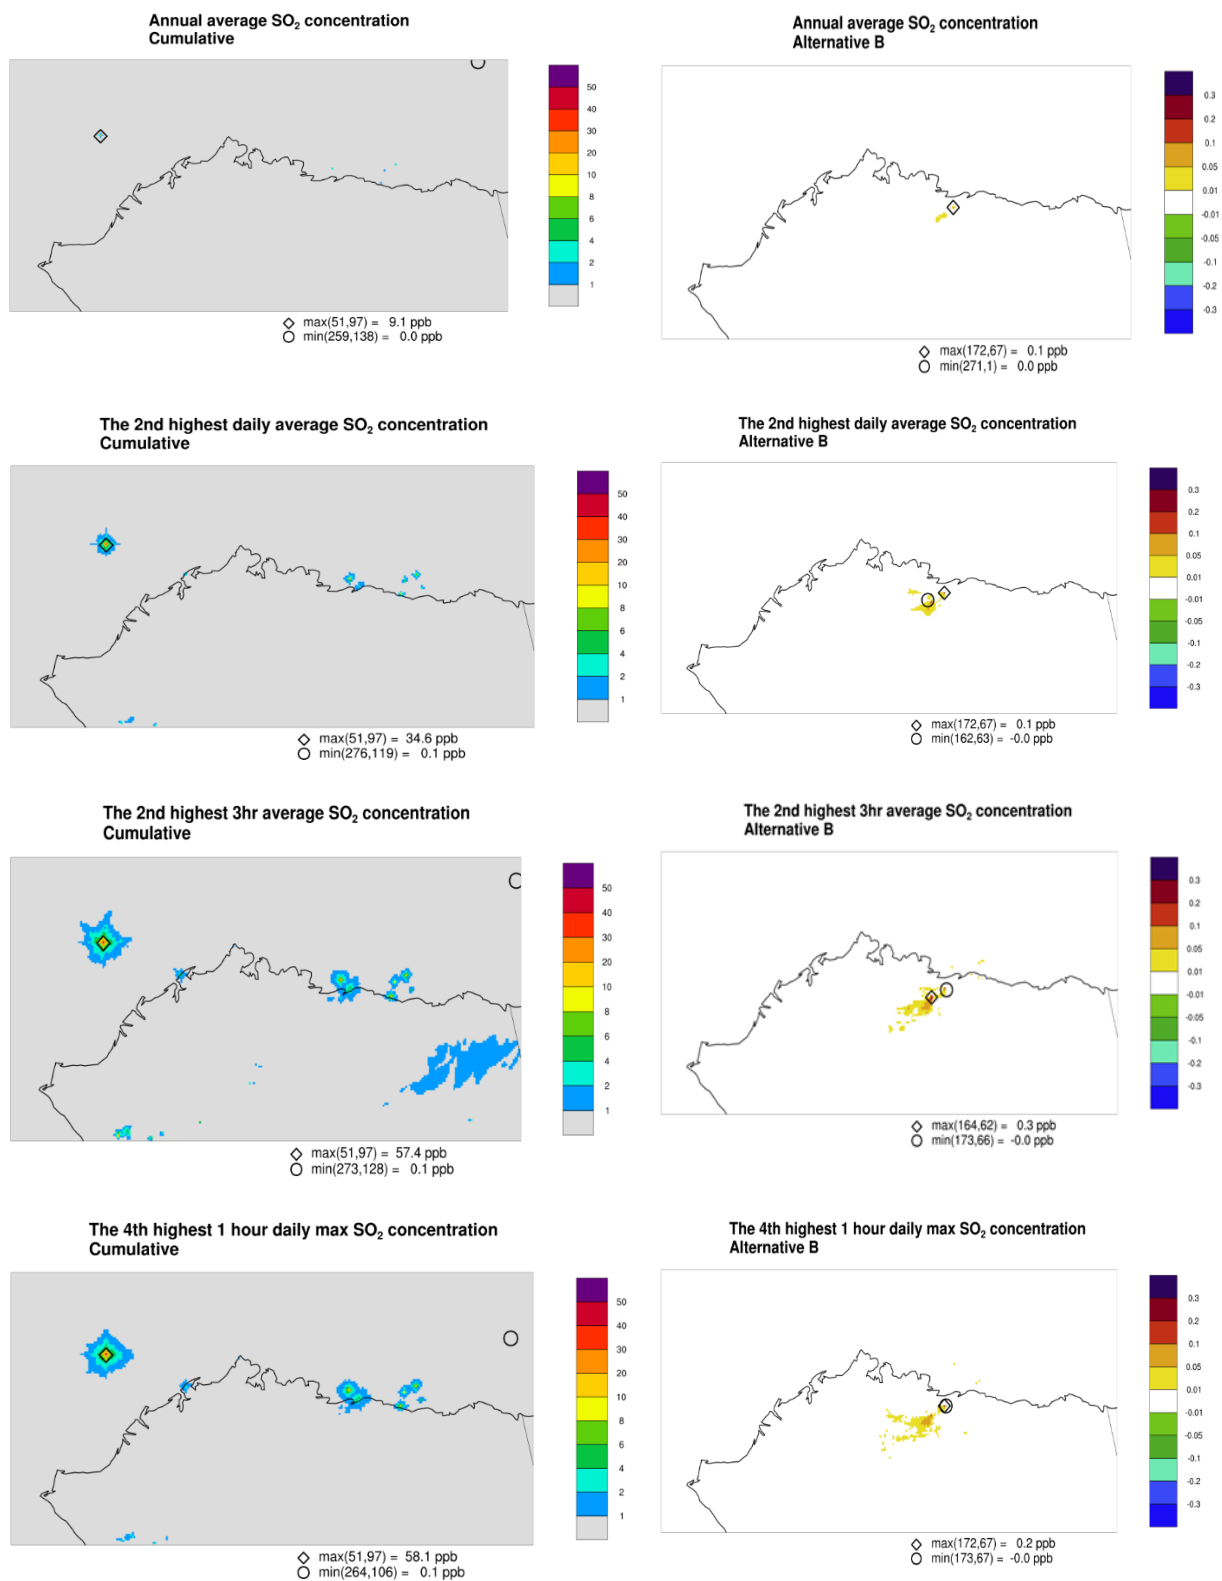 Annual average SO₂ concentration
Cumulative
50
40
30
20
10
8
6
4
2
1
max(51,97) = 9.1 ppb
min(259,138) = 0.0 ppb
Annual average SO₂ concentration
Alternative B
0.3
0.2
0.1
0.05
0.01
-0.01
-0.05
-0.1
-0.2
-0.3
max(172,67) = 0.1 ppb
min(271,1) = 0.0 ppb
The 2nd highest daily average SO₂ concentration
Cumulative
50
40
30
20
10
8
6
4
2
1
max(51,97) = 34.6 ppb
min(276,119) = 0.1 ppb
The 2nd highest daily average SO₂ concentration
Alternative B
0.3
0.2
0.1
0.05
0.01
-0.01
-0.05
-0.1
-0.2
-0.3
max(172,67) = 0.1 ppb
min(162,63) = -0.0 ppb
The 2nd highest 3hr average SO₂ concentration
Cumulative
50
40
30
20
10
8
6
4
2
1
max(51,97) = 57.4 ppb
min(273,128) = 0.1 ppb
The 2nd highest 3hr average SO₂ concentration
Alternative B
0.3
0.2
0.1
0.05
0.01
-0.01
-0.05
-0.1
-0.2
-0.3
max(164,62) = 0.3 ppb
min(173,66) = -0.0 ppb
The 4th highest 1 hour daily max SO₂ concentration
Cumulative
50
40
30
20
10
8
6
4
2
1
max(51,97) = 58.1 ppb
min(264,106) = 0.1 ppb
The 4th highest 1 hour daily max SO₂ concentration
Alternative B
0.3
0.2
0.1
0.05
0.01
-0.01
-0.05
-0.1
-0.2
-0.3
max(172,67) = 0.2 ppb
min(173,67) = -0.0 ppb